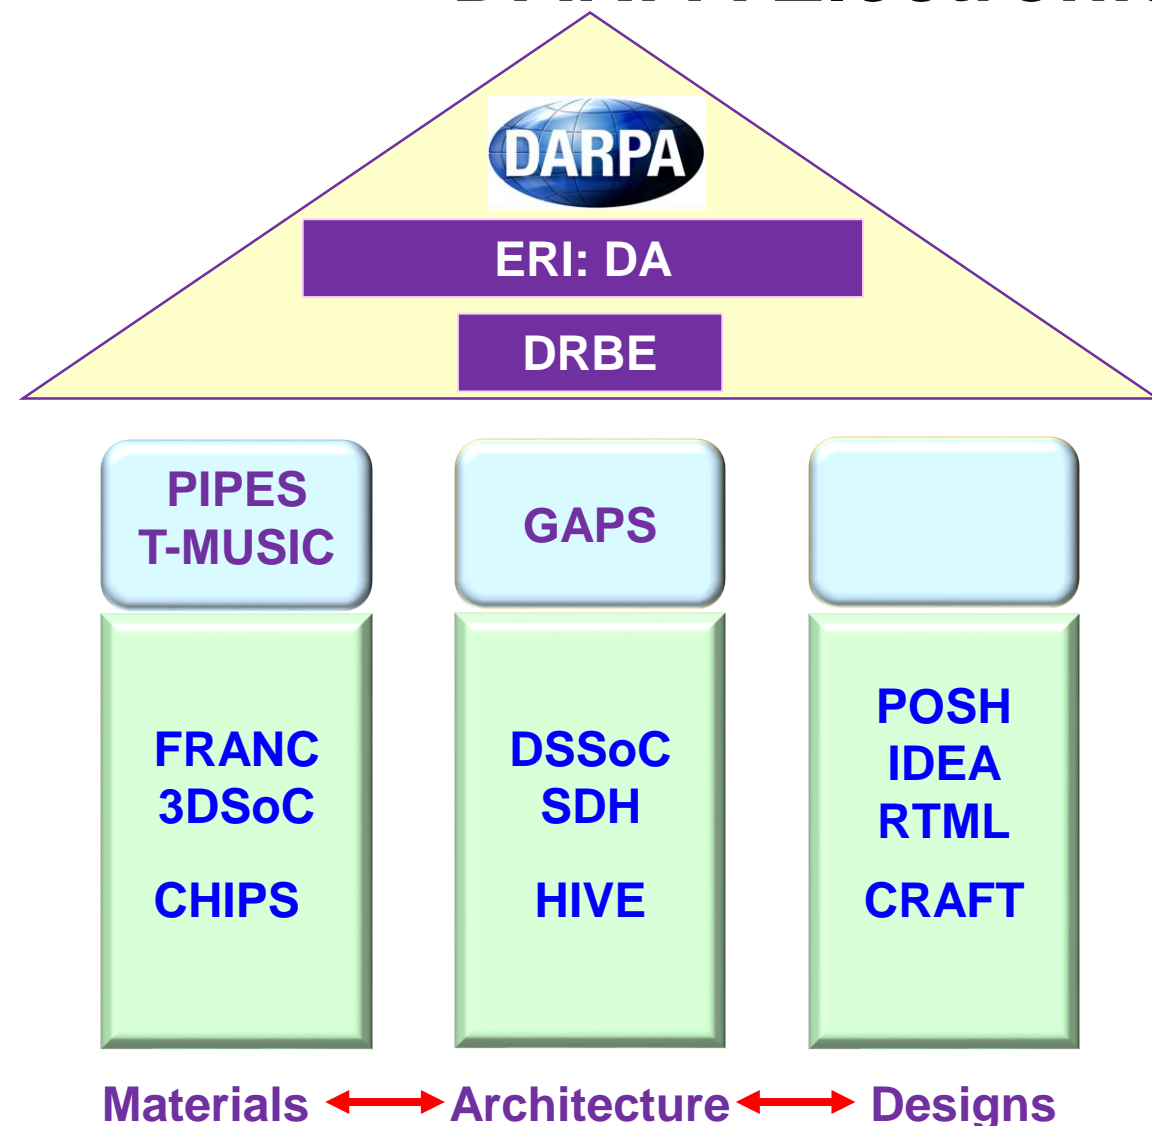 DARPA
ERI: DA
DRBE
PIPES
T-MUSIC
GAPS
FRANC
3DSoC
CHIPS
DSSoC
SDH
HIVE
POSH
IDEA
RTML
CRAFT
Materials
Architecture
Designs